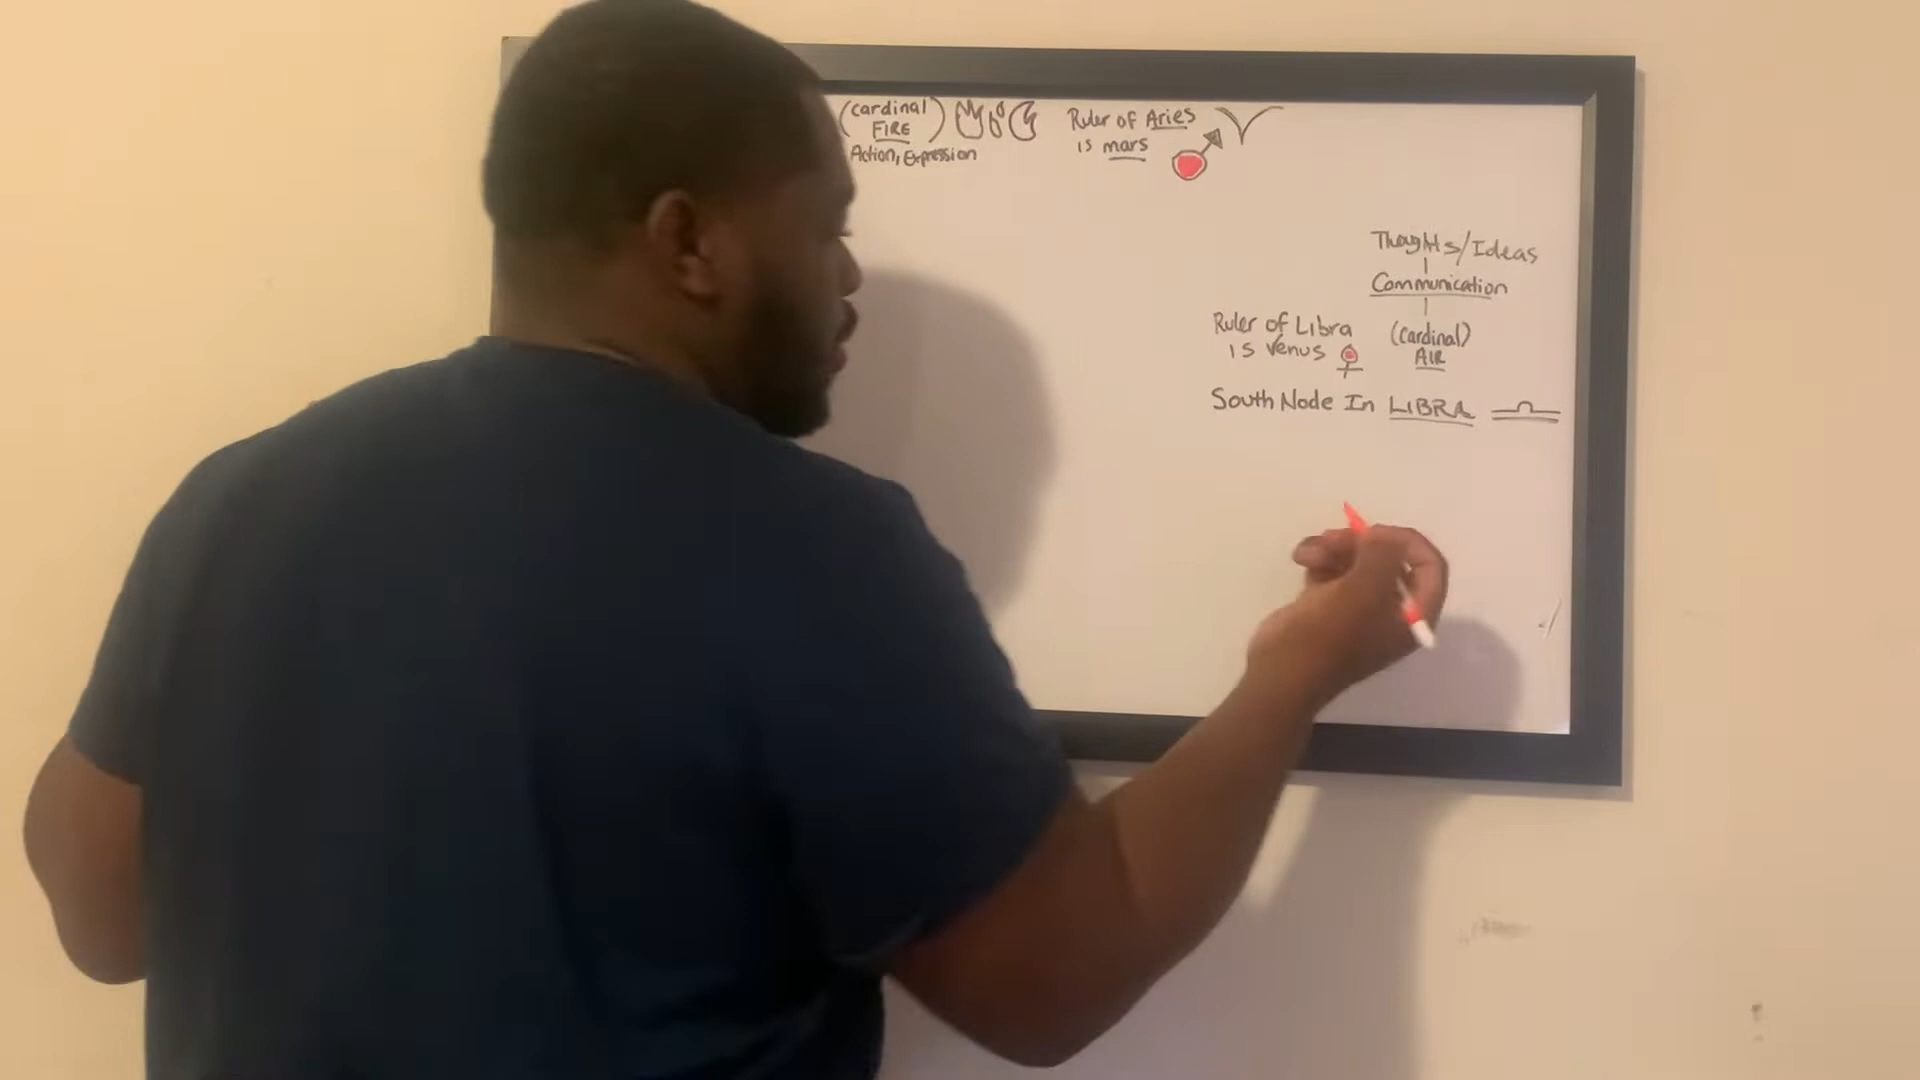 (cardinal)
FIRE
Action, Expression
Ruler of Aries
is mars
Thoughts/Ideas
Communication
Ruler of Libra
is Venus
(cardinal)
AIR
South Node In LIBRA